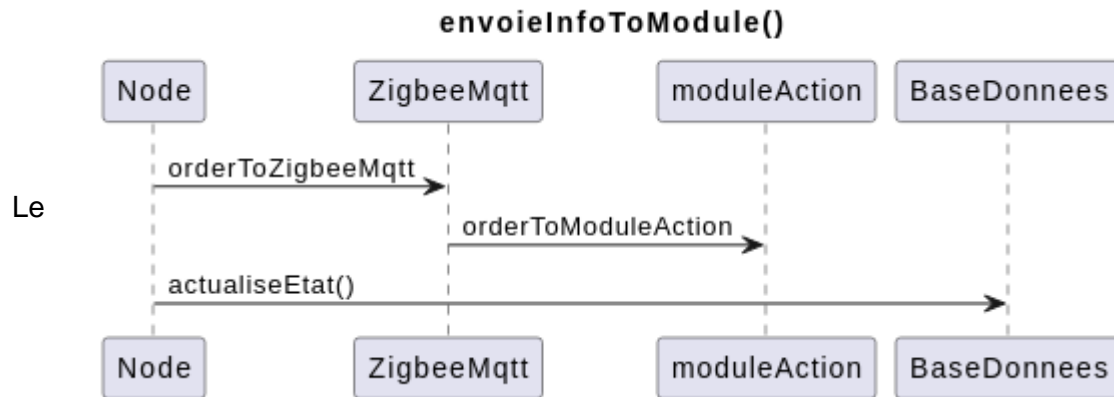 envoieInfoToModule()
Node ZigbeeMqtt moduleAction BaseDonnees
orderToZigbeeMqtt
Le
orderToModuleAction
actualiseEtat()
Node ZigbeeMqtt moduleAction BaseDonnees